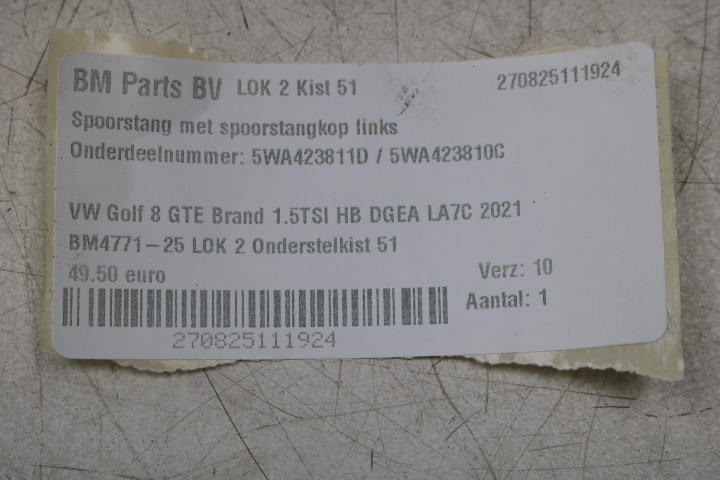 BM Parts BV LOK 2 Kist 51 270825111924
Spoorstang met spoorstangkop links
Onderdeelnummer: 5WA423811D / 5WA423810C
VW Golf 8 GTE Brand 1.5TSI HB DGEA LA7C 2021
BM4771-25 LOK 2 Onderstelkist 51
49.50 euro Verz: 10
Aantal: 1
270825111924